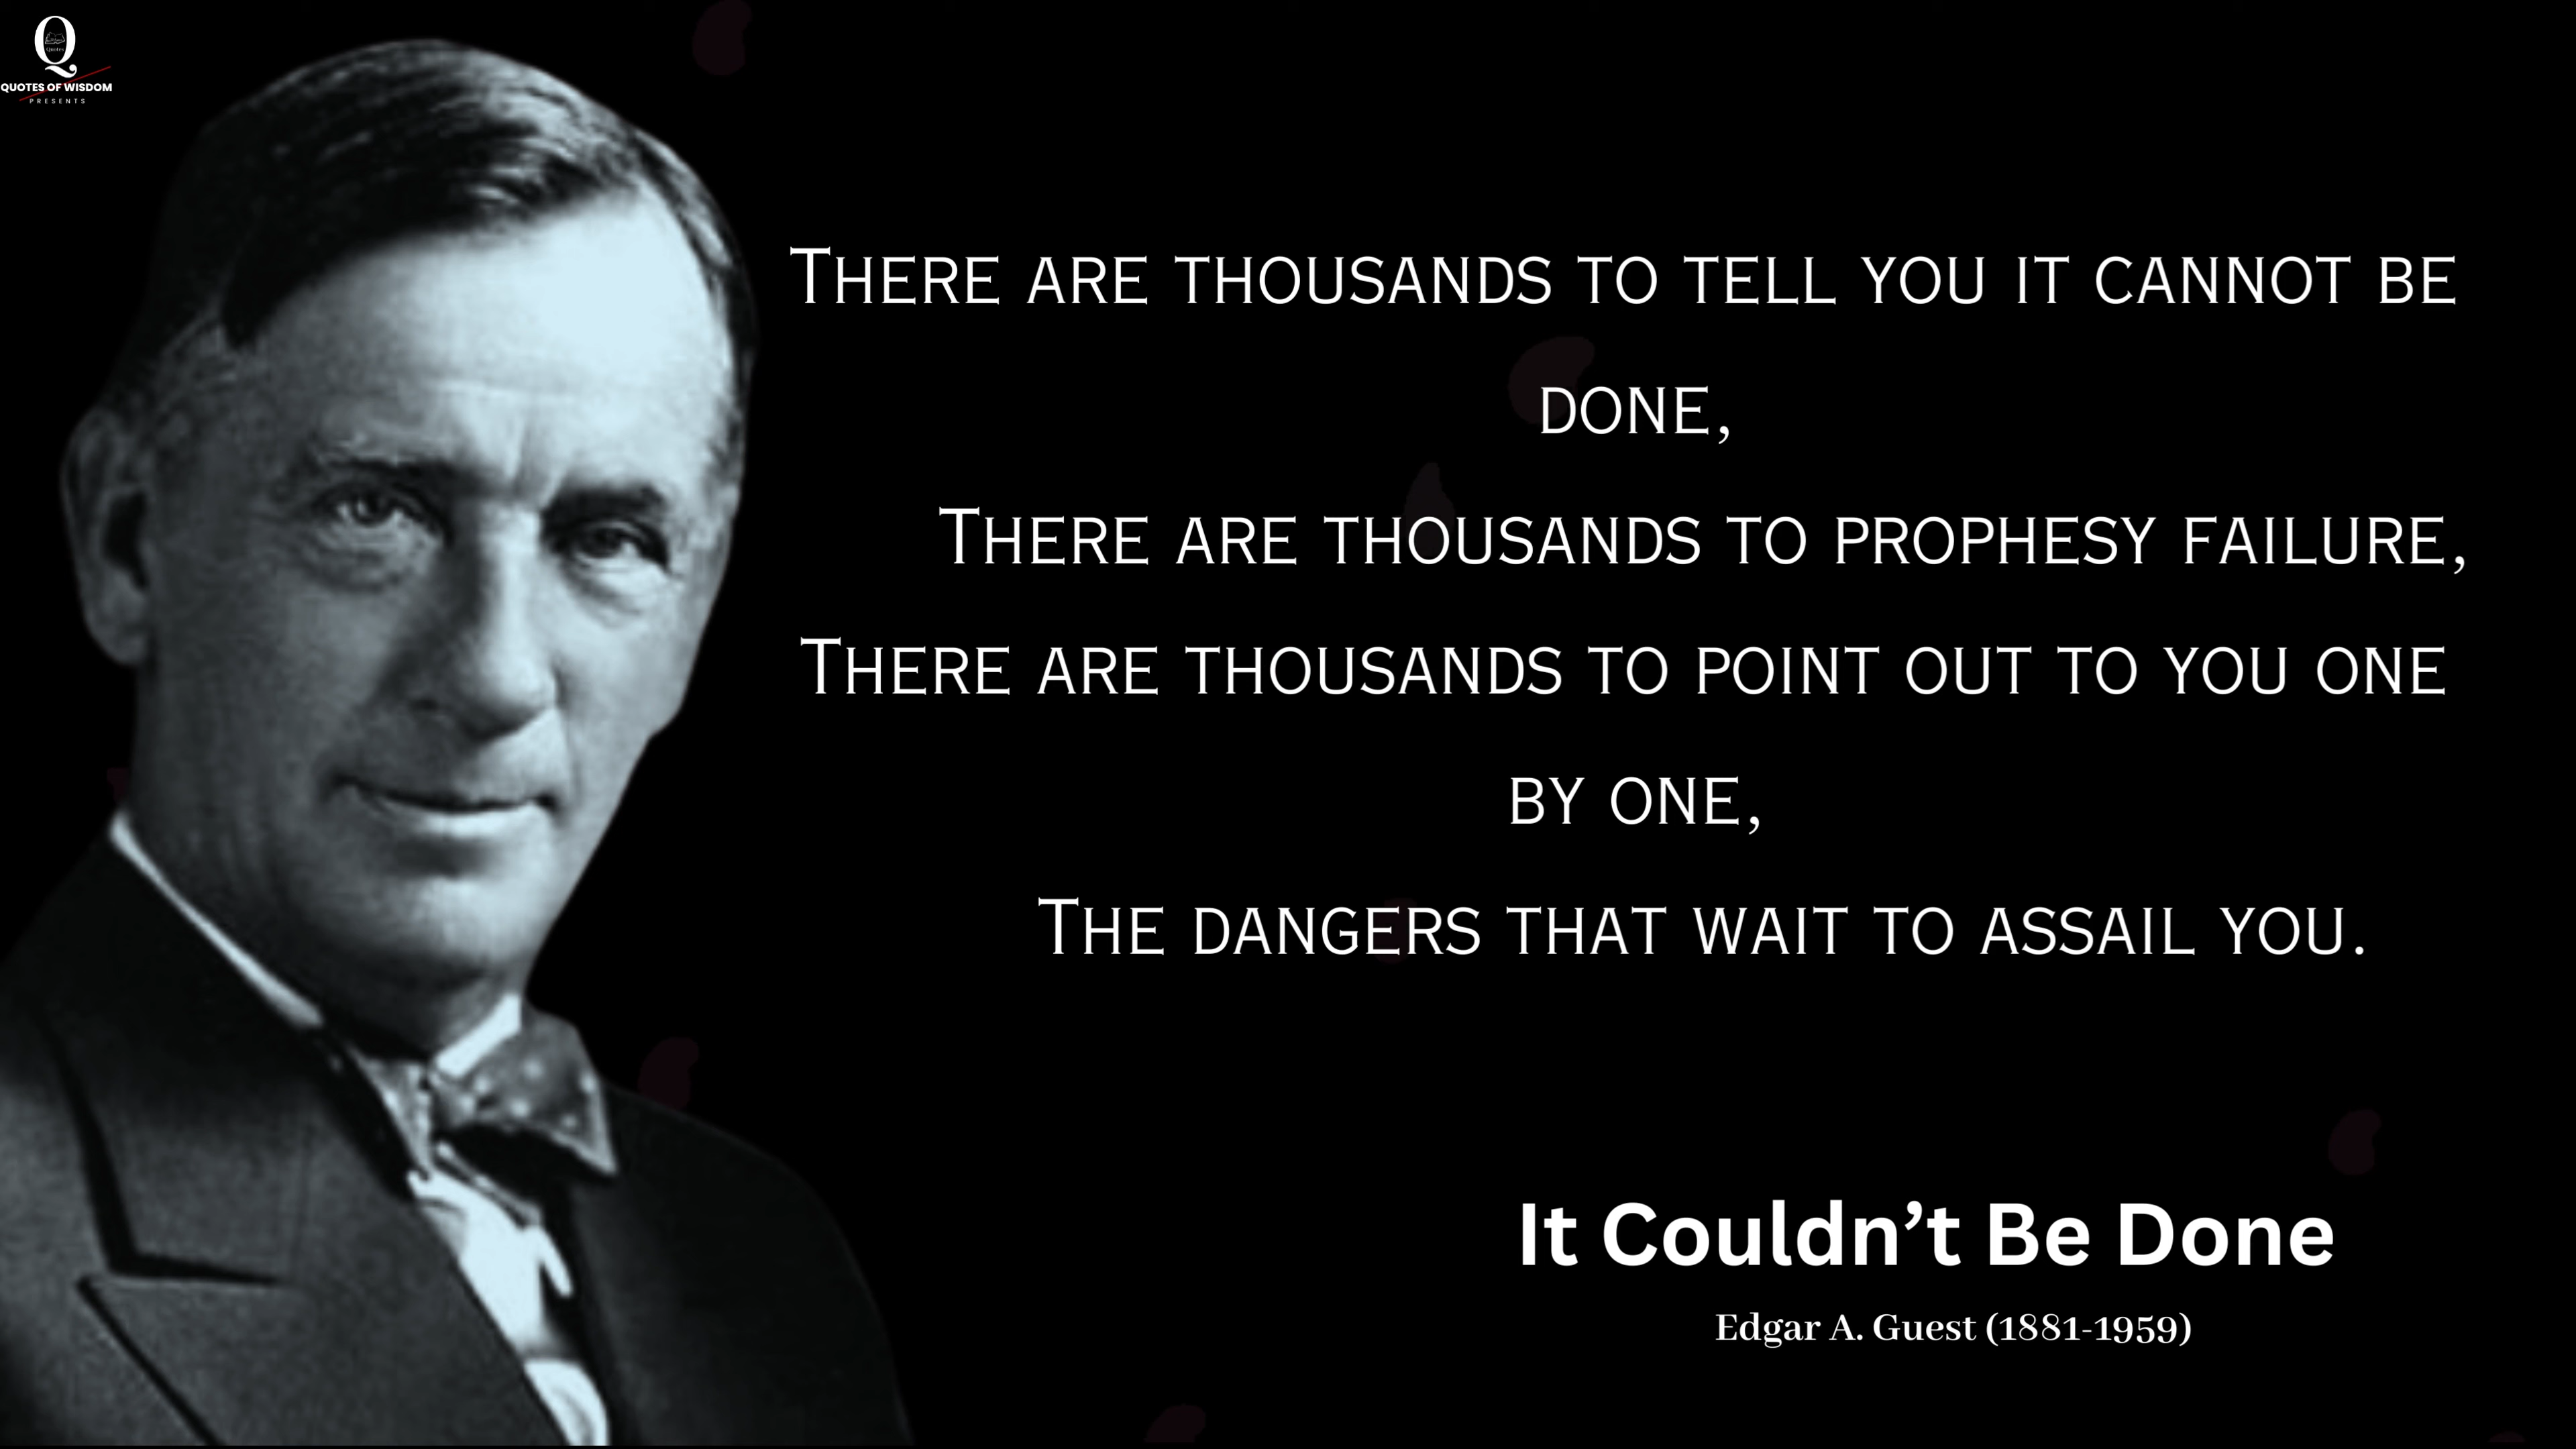 Q
QUOTES OF WISDOM
PRESENTS
There are thousands to tell you it cannot be
done,
There are thousands to prophesy failure,
There are thousands to point out to you one
by one,
The dangers that wait to assail you.
It Couldn’t Be Done
Edgar A. Guest (1881-1959)